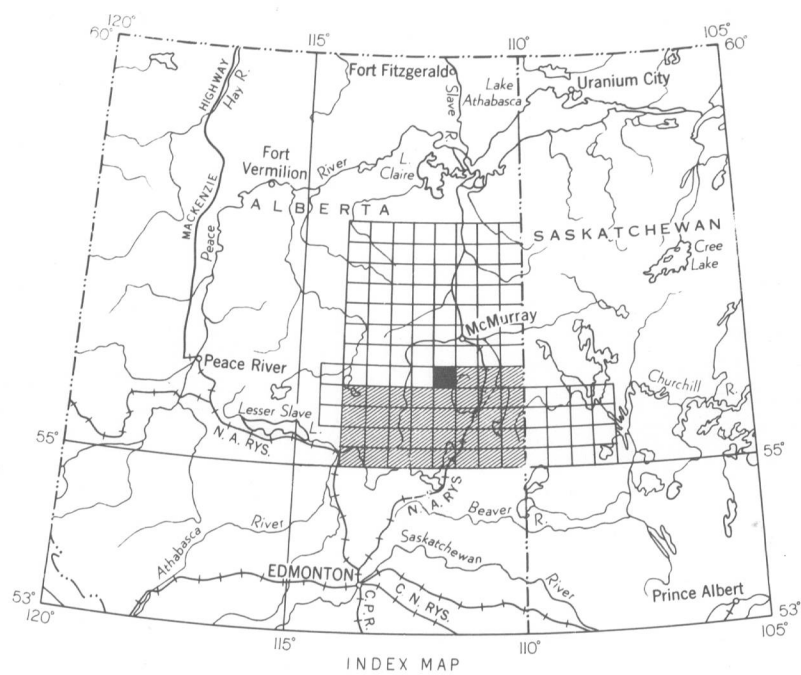 120°
60°
115°
110°
105°
60°
HIGHWAY
Hay R.
Fort Fitzgerald
Slave R.
Lake
Athabasca
Uranium City
Fort
Vermilion
River
L.
Claire
MACKENZIE
Peace
ALBERTA
SASKATCHEWAN
Cree
Lake
McMurray
Peace River
Churchill R.
Lesser Slave
L.
N. A. RYS.
55°
55°
N. A. RYS.
Beaver
R.
River
Athabasca
Saskatchewan
River
EDMONTON
C. N. RYS.
C.P.R.
Prince Albert
53°
120°
115°
110°
53°
105°
INDEX MAP